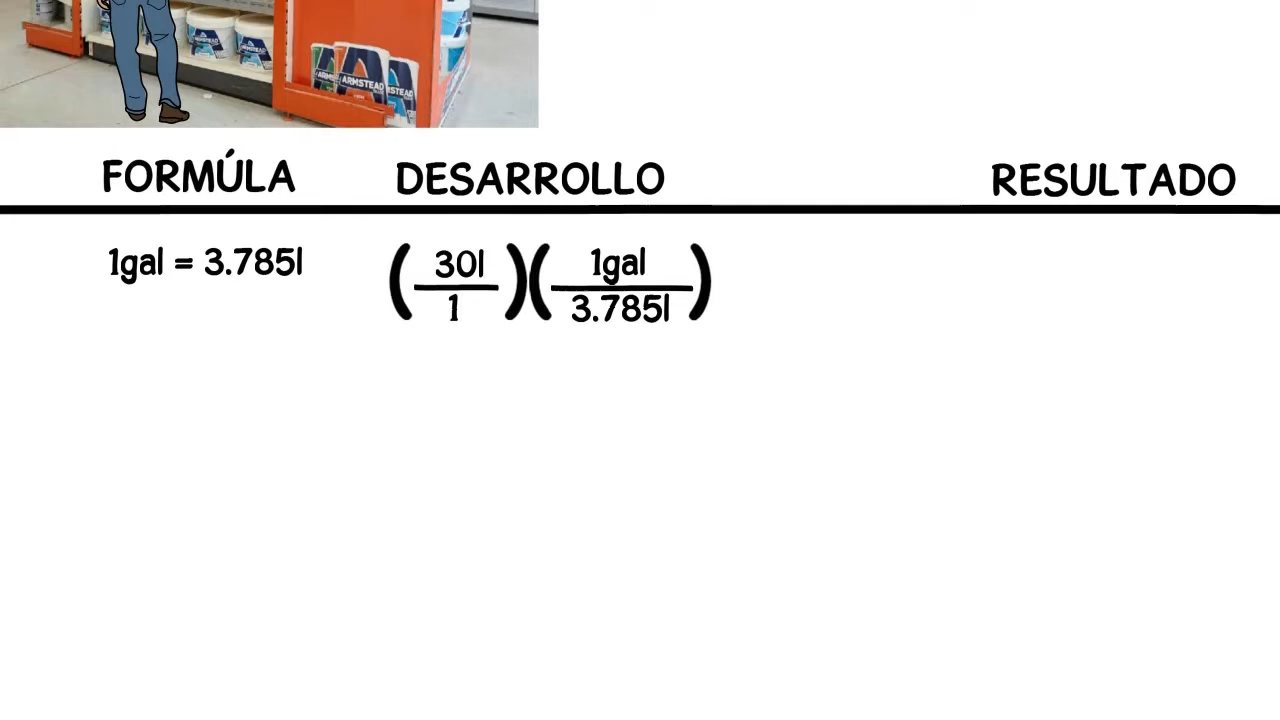 ARMSTEAD
ARMSTEAD
FORMÚLA DESARROLLO RESULTADO
1gal = 3.785l (30l/1)(1gal/3.785l)